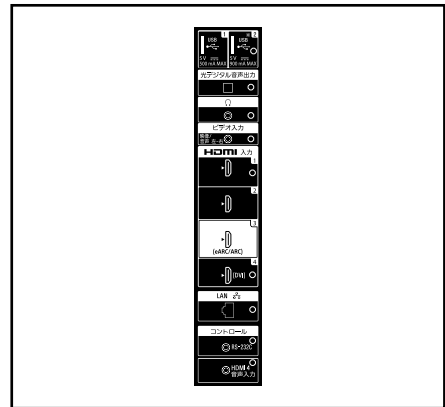 1 2
USB USB
5V 5V
500 mA MAX 900 mA MAX
光デジタル音声出力
ビデオ入力
映像/
音声 左-右
HDMI 入力
1
2
3
(eARC/ARC)
4
(DVI)
LAN
コントロール
RS-232C
HDMI 4
音声入力